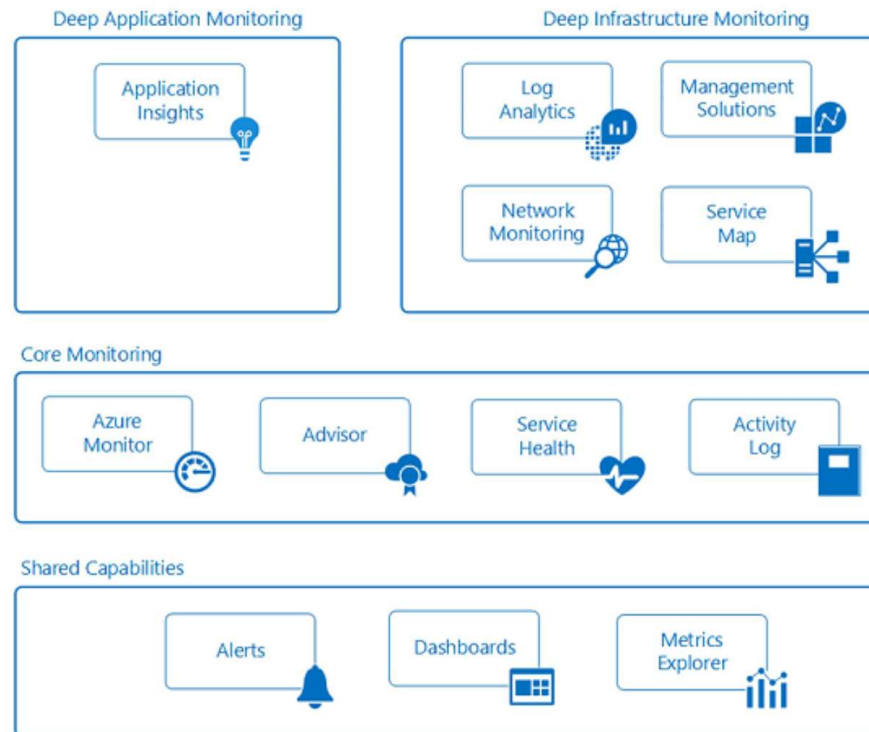 Deep Application Monitoring
Deep Infrastructure Monitoring
Application
Insights
Log
Analytics
Management
Solutions
Network
Monitoring
Service
Map
Core Monitoring
Azure
Monitor
Advisor
Service
Health
Activity
Log
Shared Capabilities
Alerts
Dashboards
Metrics
Explorer